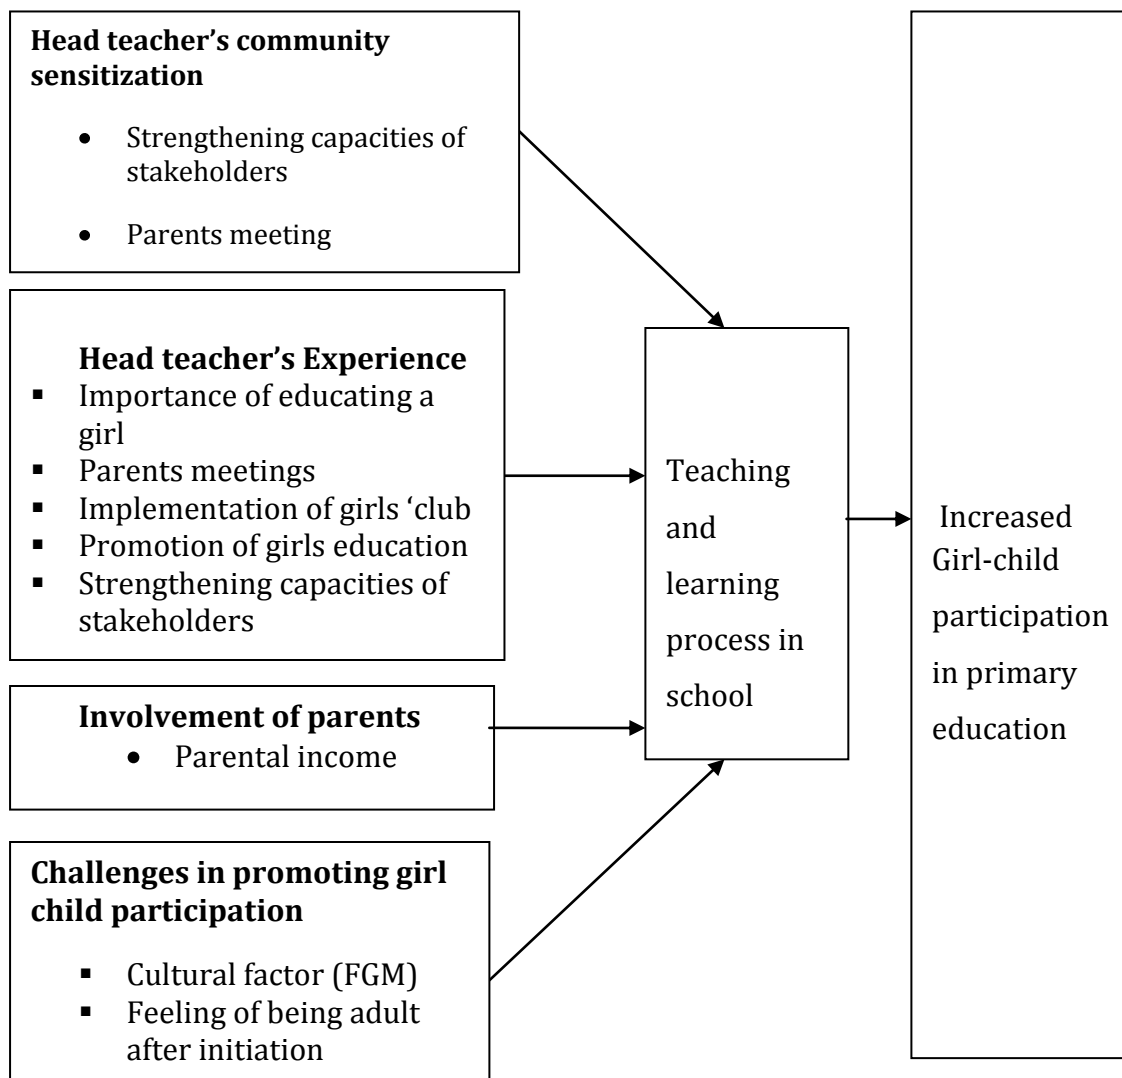 Head teacher’s community
sensitization
• Strengthening capacities of
stakeholders
• Parents meeting
Head teacher’s Experience
▪ Importance of educating a
girl
▪ Parents meetings
▪ Implementation of girls ‘club
▪ Promotion of girls education
▪ Strengthening capacities of
stakeholders
Involvement of parents
• Parental income
Challenges in promoting girl
child participation
▪ Cultural factor (FGM)
▪ Feeling of being adult
after initiation
Teaching
and
learning
process in
school
Increased
Girl-child
participation
in primary
education